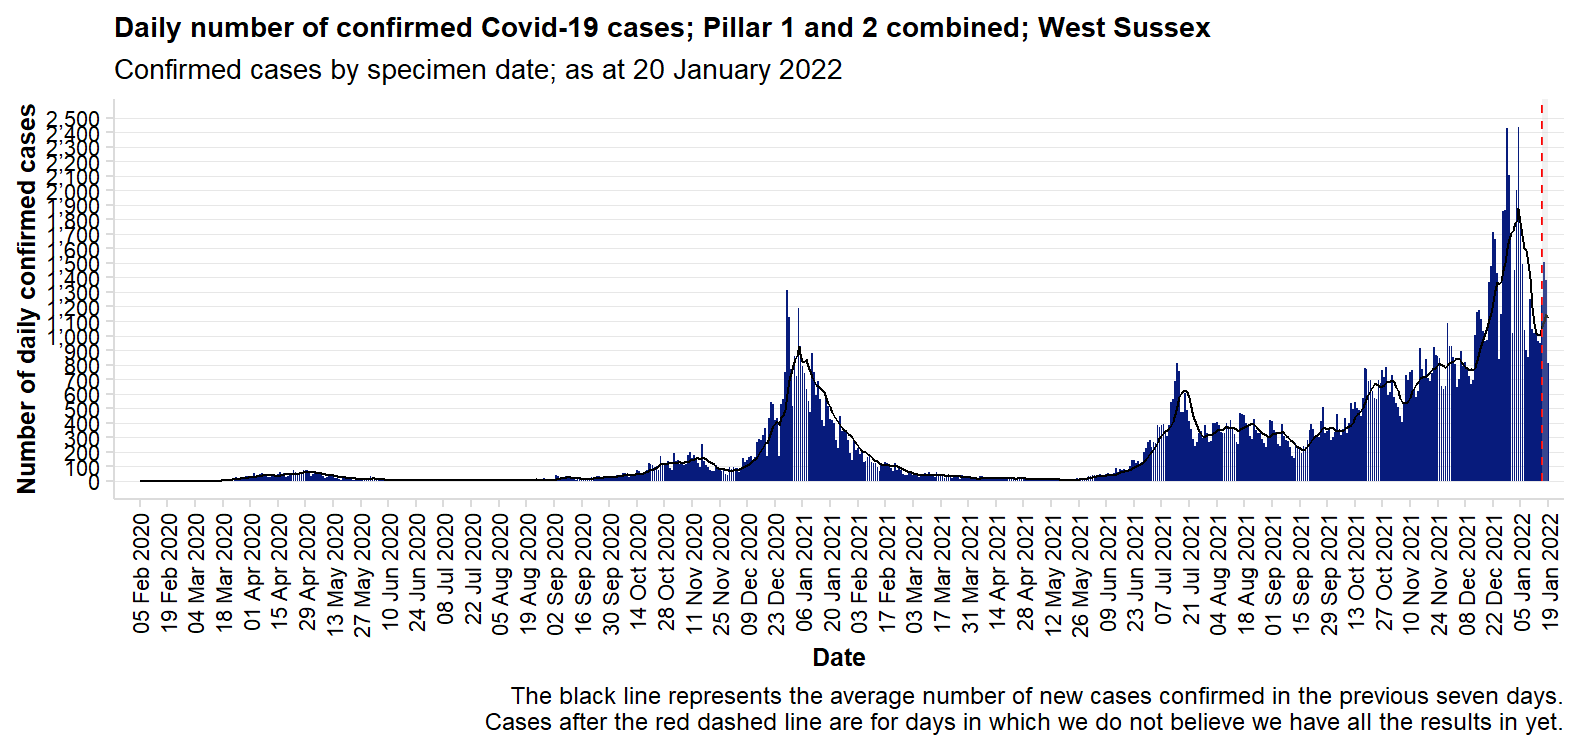 Daily number of confirmed Covid-19 cases; Pillar 1 and 2 combined; West Sussex
Confirmed cases by specimen date; as at 20 January 2022
Number of daily confirmed cases
2,500
2,400
2,300
2,200
2,100
2,000
1,900
1,800
1,700
1,600
1,500
1,400
1,300
1,200
1,100
1,000
900
800
700
600
500
400
300
200
100
0
05 Feb 2020
19 Feb 2020
04 Mar 2020
18 Mar 2020
01 Apr 2020
15 Apr 2020
29 Apr 2020
13 May 2020
27 May 2020
10 Jun 2020
24 Jun 2020
08 Jul 2020
22 Jul 2020
05 Aug 2020
19 Aug 2020
02 Sep 2020
16 Sep 2020
30 Sep 2020
14 Oct 2020
28 Oct 2020
11 Nov 2020
25 Nov 2020
09 Dec 2020
23 Dec 2020
06 Jan 2021
20 Jan 2021
03 Feb 2021
17 Feb 2021
03 Mar 2021
17 Mar 2021
31 Mar 2021
14 Apr 2021
28 Apr 2021
12 May 2021
26 May 2021
09 Jun 2021
23 Jun 2021
07 Jul 2021
21 Jul 2021
04 Aug 2021
18 Aug 2021
01 Sep 2021
15 Sep 2021
29 Sep 2021
13 Oct 2021
27 Oct 2021
10 Nov 2021
24 Nov 2021
08 Dec 2021
22 Dec 2021
05 Jan 2022
19 Jan 2022
Date
The black line represents the average number of new cases confirmed in the previous seven days.
Cases after the red dashed line are for days in which we do not believe we have all the results in yet.